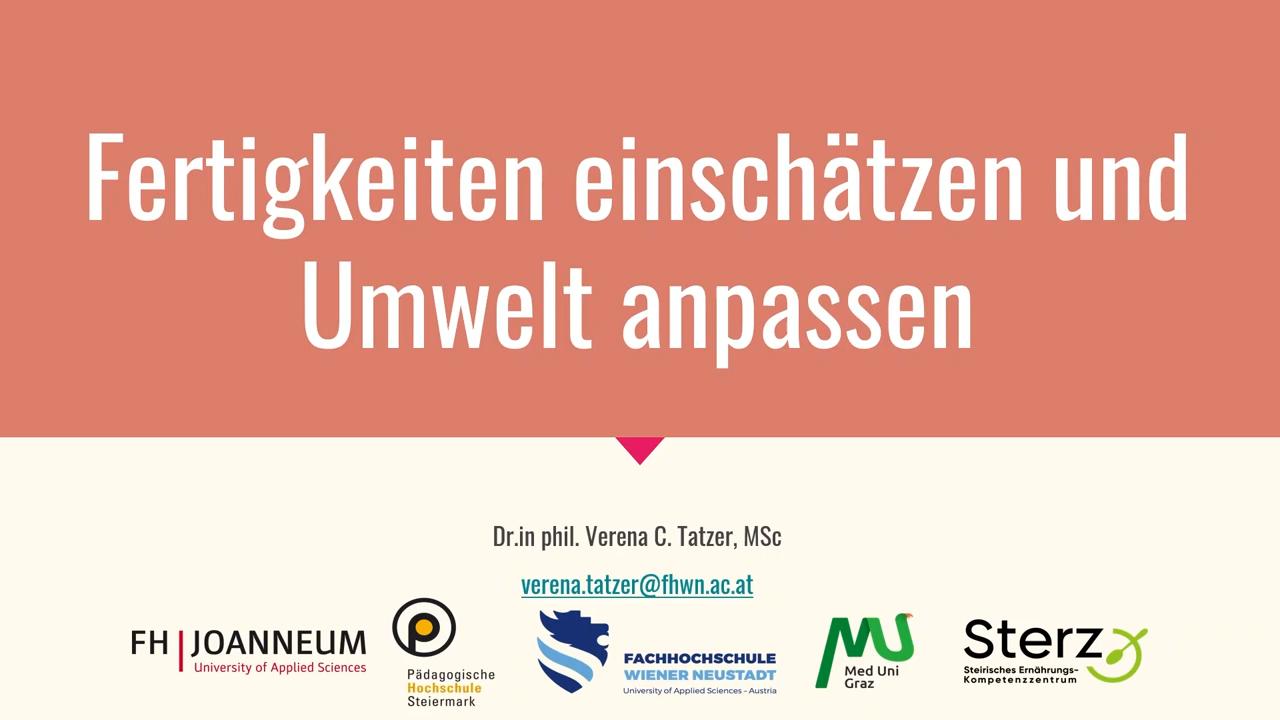 Fertigkeiten einschätzen und
Umwelt anpassen
Dr.in phil. Verena C. Tatzer, MSc
verena.tatzer@fhwn.ac.at
FH | JOANNEUM
University of Applied Sciences
Pädagogische
Hochschule
Steiermark
FACHHOCHSCHULE
WIENER NEUSTADT
University of Applied Sciences - Austria
Med Uni
Graz
Sterz
Steirisches Ernährungs-
Kompetenzzentrum